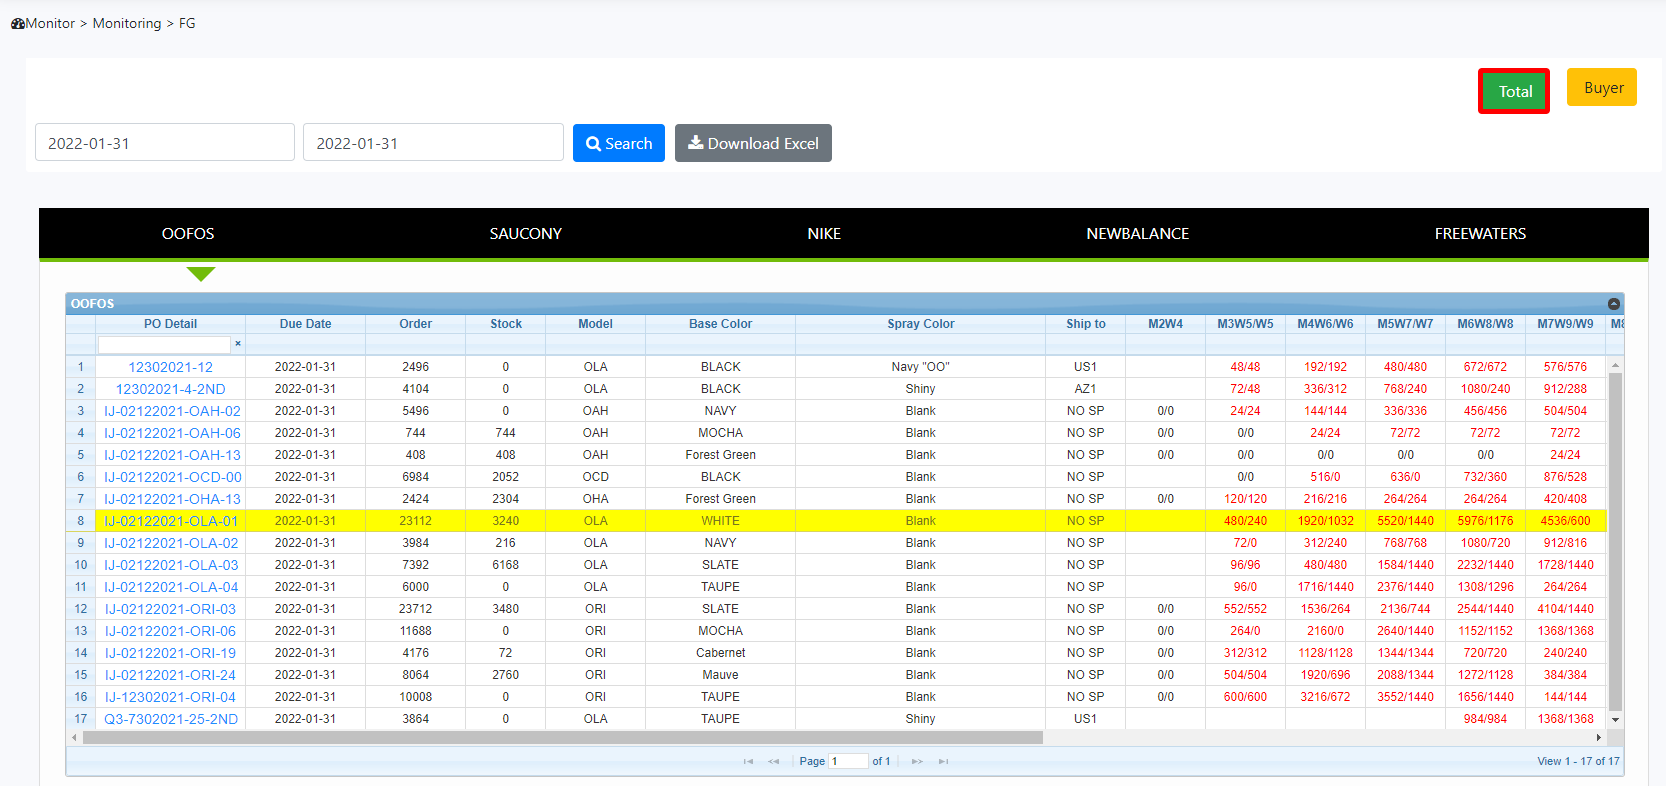 Monitor > Monitoring > FG
Total Buyer
2022-01-31 2022-01-31 Search Download Excel
OOFOS SAUCONY NIKE NEWBALANCE FREEWATERS
OOFOS
PO Detail Due Date Order Stock Model Base Color Spray Color Ship to M2W4 M3W5/W5 M4W6/W6 M5W7/W7 M6W8/W8 M7W9/W9 M8
×
1 12302021-12 2022-01-31 2496 0 OLA BLACK Navy "OO" US1 48/48 192/192 480/480 672/672 576/576
2 12302021-4-2ND 2022-01-31 4104 0 OLA BLACK Shiny AZ1 72/48 336/312 768/240 1080/240 912/288
3 IJ-02122021-OAH-02 2022-01-31 5496 0 OAH NAVY Blank NO SP 0/0 24/24 144/144 336/336 456/456 504/504
4 IJ-02122021-OAH-06 2022-01-31 744 744 OAH MOCHA Blank NO SP 0/0 0/0 24/24 72/72 72/72 72/72
5 IJ-02122021-OAH-13 2022-01-31 408 408 OAH Forest Green Blank NO SP 0/0 0/0 0/0 0/0 0/0 24/24
6 IJ-02122021-OCD-00 2022-01-31 6984 2052 OCD BLACK Blank NO SP 0/0 516/0 636/0 732/360 876/528
7 IJ-02122021-OHA-13 2022-01-31 2424 2304 OHA Forest Green Blank NO SP 0/0 120/120 216/216 264/264 264/264 420/408
8 IJ-02122021-OLA-01 2022-01-31 23112 3240 OLA WHITE Blank NO SP 480/240 1920/1032 5520/1440 5976/1176 4536/600
9 IJ-02122021-OLA-02 2022-01-31 3984 216 OLA NAVY Blank NO SP 72/0 312/240 768/768 1080/720 912/816
10 IJ-02122021-OLA-03 2022-01-31 7392 6168 OLA SLATE Blank NO SP 96/96 480/480 1584/1440 2232/1440 1728/1440
11 IJ-02122021-OLA-04 2022-01-31 6000 0 OLA TAUPE Blank NO SP 96/0 1716/1440 2376/1440 1308/1296 264/264
12 IJ-02122021-ORI-03 2022-01-31 23712 3480 ORI SLATE Blank NO SP 0/0 552/552 1536/264 2136/744 2544/1440 4104/1440
13 IJ-02122021-ORI-06 2022-01-31 11688 0 ORI MOCHA Blank NO SP 0/0 264/0 2160/0 2640/1440 1152/1152 1368/1368
14 IJ-02122021-ORI-19 2022-01-31 4176 72 ORI Cabernet Blank NO SP 0/0 312/312 1128/1128 1344/1344 720/720 240/240
15 IJ-02122021-ORI-24 2022-01-31 8064 2760 ORI Mauve Blank NO SP 0/0 504/504 1920/696 2088/1344 1272/1128 384/384
16 IJ-12302021-ORI-04 2022-01-31 10008 0 ORI TAUPE Blank NO SP 0/0 600/600 3216/672 3552/1440 1656/1440 144/144
17 Q3-7302021-25-2ND 2022-01-31 3864 0 OLA TAUPE Shiny US1 984/984 1368/1368
Page 1 of 1 View 1 - 17 of 17